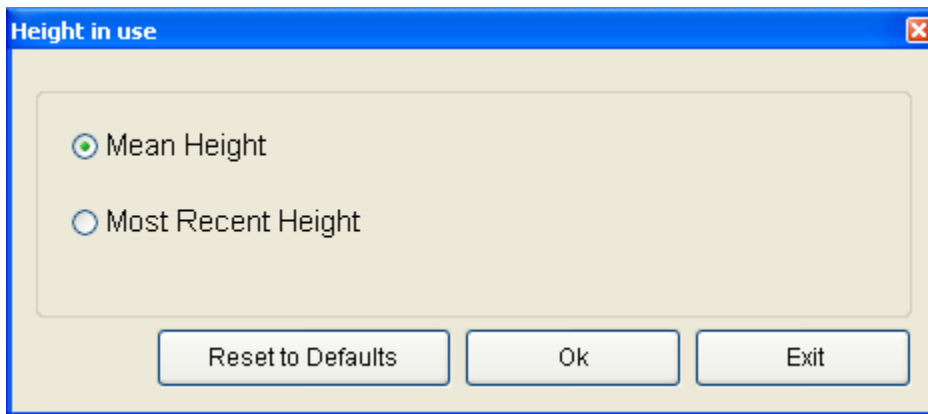 Height in use
Mean Height
Most Recent Height
Reset to Defaults
Ok
Exit